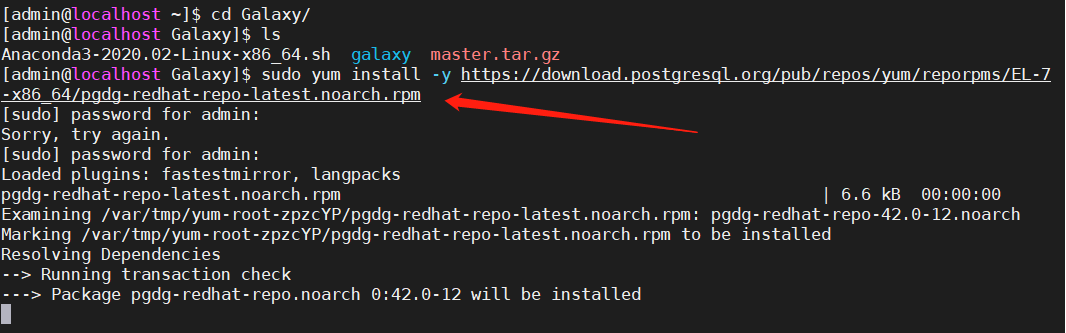 [admin@localhost ~]$ cd Galaxy/
[admin@localhost Galaxy]$ ls
Anaconda3-2020.02-Linux-x86_64.sh  galaxy  master.tar.gz
[admin@localhost Galaxy]$ sudo yum install -y https://download.postgresql.org/pub/repos/yum/reporpms/EL-7
-x86_64/pgdg-redhat-repo-latest.noarch.rpm
[sudo] password for admin:
Sorry, try again.
[sudo] password for admin:
Loaded plugins: fastestmirror, langpacks
pgdg-redhat-repo-latest.noarch.rpm | 6.6 kB  00:00:00
Examining /var/tmp/yum-root-zpzcYP/pgdg-redhat-repo-latest.noarch.rpm: pgdg-redhat-repo-42.0-12.noarch
Marking /var/tmp/yum-root-zpzcYP/pgdg-redhat-repo-latest.noarch.rpm to be installed
Resolving Dependencies
--> Running transaction check
---> Package pgdg-redhat-repo.noarch 0:42.0-12 will be installed